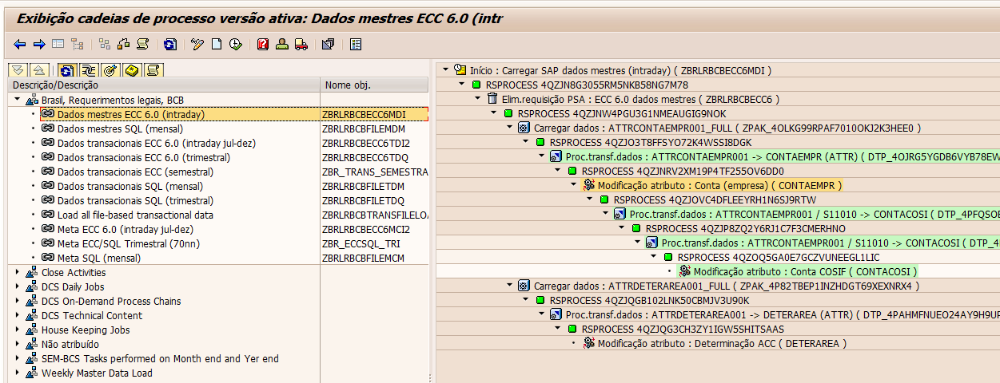 Exibição cadeias de processo versão ativa: Dados mestres ECC 6.0 (intr
Descrição/Descrição Nome obj.
Brasil, Requerimentos legais, BCB
Dados mestres ECC 6.0 (intraday) ZBRLRBCBECC6MDI
Dados mestres SQL (mensal) ZBRLRBCBFILEMDM
Dados transacionais ECC 6.0 (intraday jul-dez) ZBRLRBCBECC6TDI2
Dados transacionais ECC 6.0 (trimestral) ZBRLRBCBECC6TDQ
Dados transacionais ECC (semestral) ZBR_TRANS_SEMESTRA
Dados transacionais SQL (mensal) ZBRLRBCBFILETDM
Dados transacionais SQL (trimestral) ZBRLRBCBFILETDQ
Load all file-based transactional data ZBRLRBCBTRANSFILELOA
Meta ECC 6.0 (intraday jul-dez) ZBRLRBCBECC6MCI2
Meta ECC/SQL Trimestral (70nn) ZBR_ECCSQL_TRI
Meta SQL (mensal) ZBRLRBCBFILEMCM
Close Activities
DCS Daily Jobs
DCS On-Demand Process Chains
DCS Technical Content
House Keeping Jobs
Não atribuído
SEM-BCS Tasks performed on Month end and Yer end
Weekly Master Data Load
Início : Carregar SAP dados mestres (intraday) ( ZBRLRBCBECC6MDI )
RSPROCESS 4QZJN8G3055RM5NKB58NG7M78
Elim.requisição PSA : ECC 6.0 dados mestres ( ZBRLRBCBECC6 )
RSPROCESS 4QZJNW4PGU3G1NMEAUGIG9NOK
Carregar dados : ATTRCONTAEMPR001_FULL ( ZPAK_4OLKG99RPAF7010OKJ2K3HEE0 )
RSPROCESS 4QZJO3T8FFSYO72K4WSSIBDGK
Proc.transf.dados : ATTRCONTAEMPR001 -> CONTAEMPR (ATTR) ( DTP_4OJRG5YGDB6VYB78EW
RSPROCESS 4QZJNRV2XM19P4TF255OV6DD0
Modificação atributo : Conta (empresa) ( CONTAEMPR )
RSPROCESS 4QZJOVC4DFLEEYRH1N6SJ9RTW
Proc.transf.dados : ATTRCONTAEMPR001 / S11010 -> CONTACOSI ( DTP_4PFQSOE
RSPROCESS 4QZJP8ZQ2Y6RJ1C7F3CMERHNO
Proc.transf.dados : ATTRCONTAEMPR001 / S11010 -> CONTACOSI ( DTP_4
RSPROCESS 4QZOQ5GA0E7GCZVUNEEGL1LIC
Modificação atributo : Conta COSIF ( CONTACOSI )
Carregar dados : ATTRDETERAREA001_FULL ( ZPAK_4P82TBEP1INZHDGT69XEXNRX4 )
RSPROCESS 4QZJQGB102LNK50CBMJV3U90K
Proc.transf.dados : ATTRDETERAREA001 -> DETERAREA (ATTR) ( DTP_4PAHMFNUEO24AY9H9UP
RSPROCESS 4QZJQG3CH3ZY1IGW5SHITSAAS
Modificação atributo : Determinação ACC ( DETERAREA )